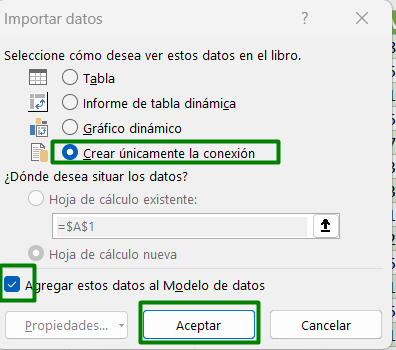 Importar datos
?
Seleccione cómo desea ver estos datos en el libro.
Tabla
Informe de tabla dinámica
Gráfico dinámico
Crear únicamente la conexión
¿Dónde desea situar los datos?
Hoja de cálculo existente:
=$A$1
Hoja de cálculo nueva
Agregar estos datos al Modelo de datos
Propiedades...
Aceptar
Cancelar